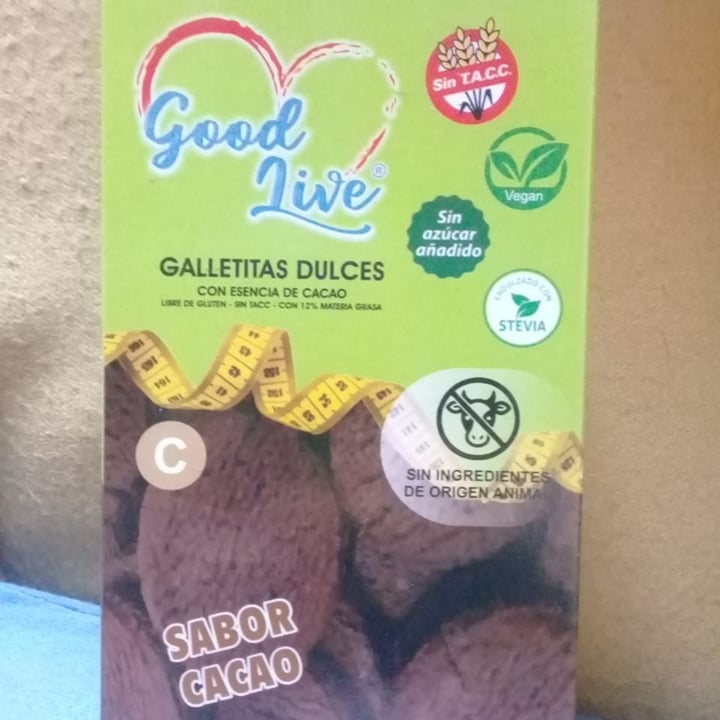 Good
Live®
Sin T.A.C.C.
Vegan
Sin
azúcar
añadido
ENDULZADO CON
STEVIA
GALLETITAS DULCES
CON ESENCIA DE CACAO
LIBRE DE GLUTEN - SIN TACC - CON 12% MATERIA GRASA
C
SIN INGREDIENTES
DE ORIGEN ANIMAL
SABOR
CACAO